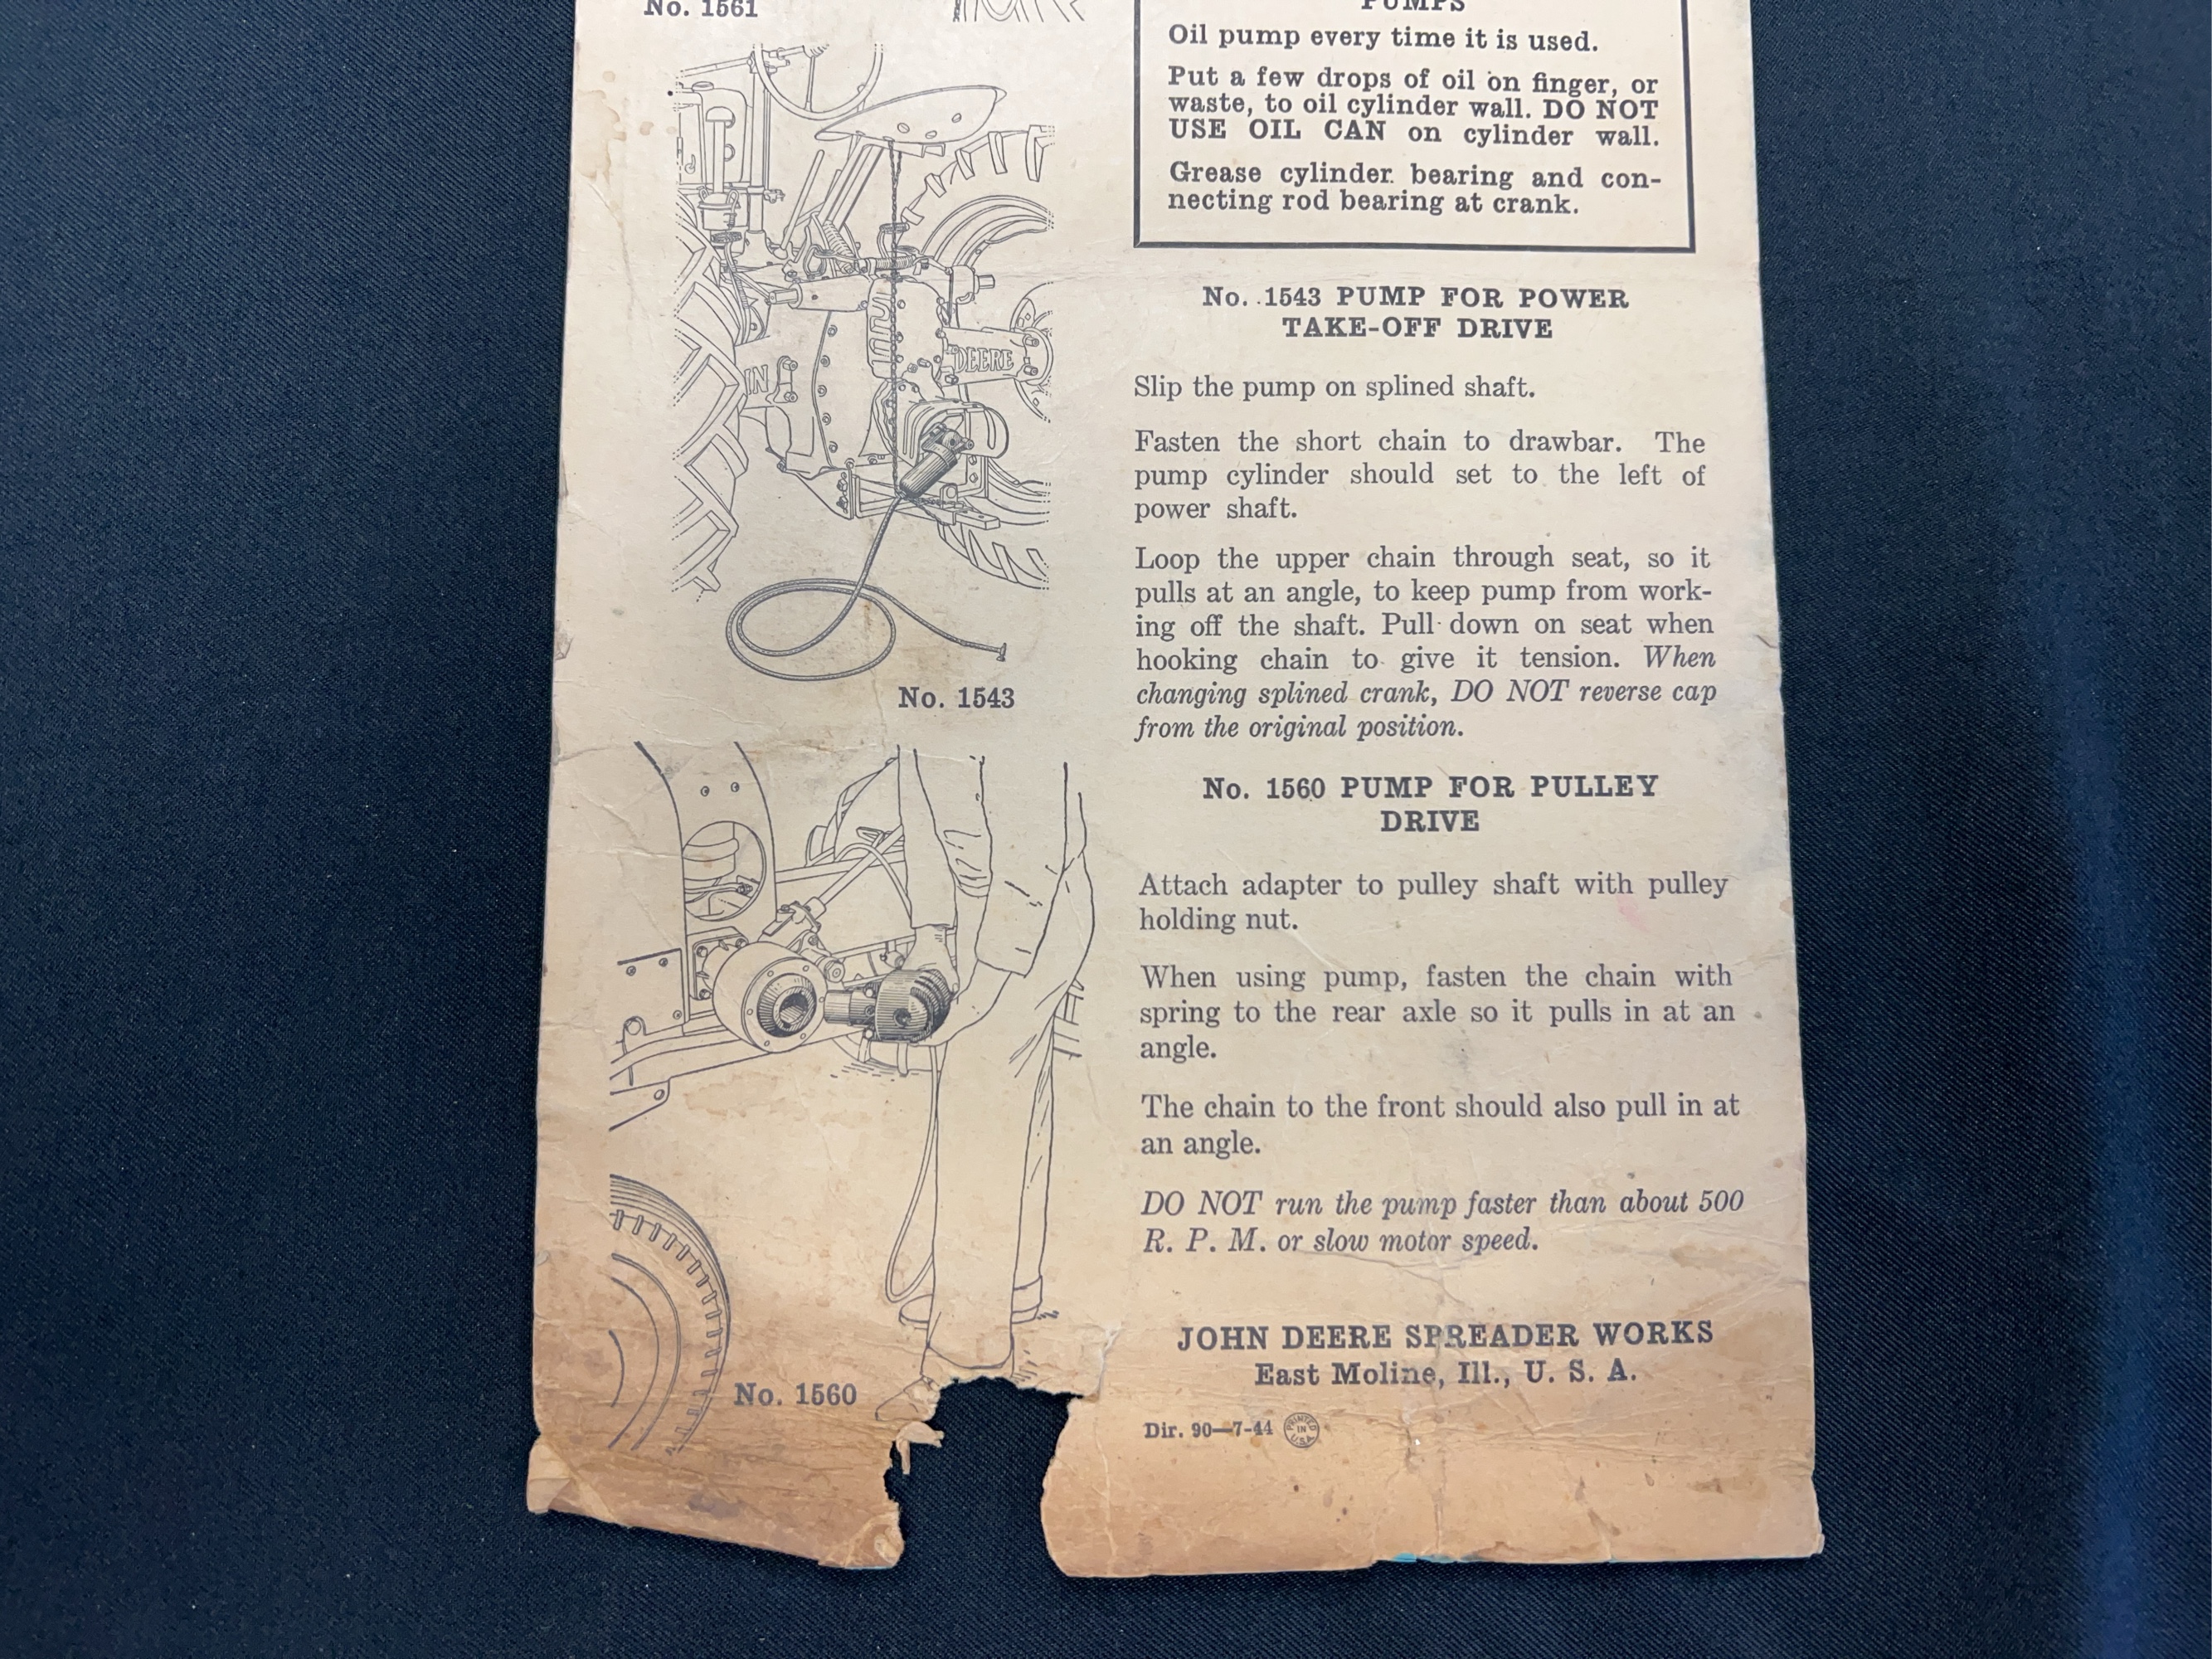 No. 1561
IN
DEERE
No. 1543
No. 1560
PUMPS
Oil pump every time it is used.
Put a few drops of oil on finger, or
waste, to oil cylinder wall. DO NOT
USE OIL CAN on cylinder wall.
Grease cylinder bearing and con-
necting rod bearing at crank.
No. 1543 PUMP FOR POWER
TAKE-OFF DRIVE
Slip the pump on splined shaft.
Fasten the short chain to drawbar. The
pump cylinder should set to the left of
power shaft.
Loop the upper chain through seat, so it
pulls at an angle, to keep pump from work-
ing off the shaft. Pull down on seat when
hooking chain to give it tension. When
changing splined crank, DO NOT reverse cap
from the original position.
No. 1560 PUMP FOR PULLEY
DRIVE
Attach adapter to pulley shaft with pulley
holding nut.
When using pump, fasten the chain with
spring to the rear axle so it pulls in at an
angle.
The chain to the front should also pull in at
an angle.
DO NOT run the pump faster than about 500
R. P. M. or slow motor speed.
JOHN DEERE SPREADER WORKS
East Moline, Ill., U. S. A.
Dir. 90—7-44 PRINTED IN USA